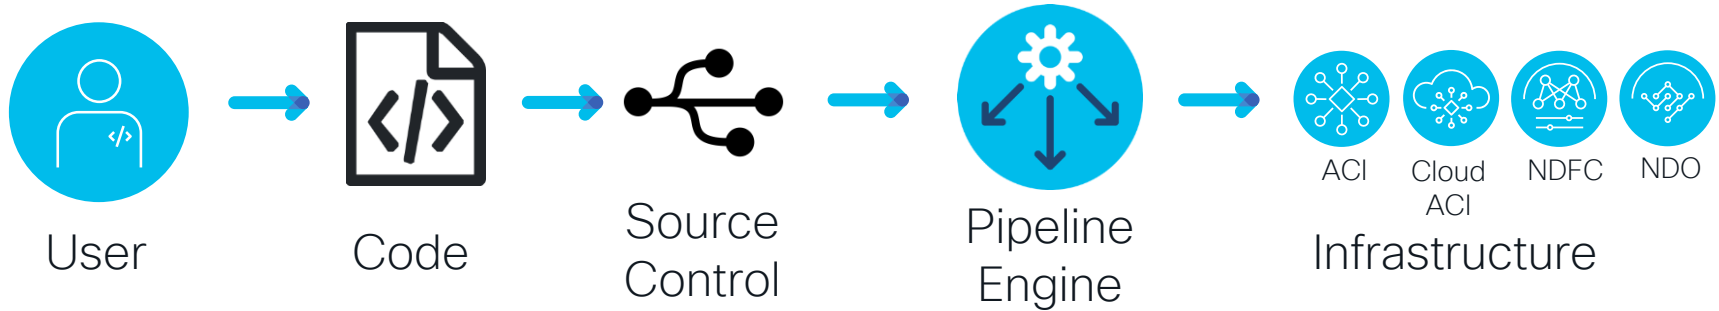 User
</>
Code
</>
Source
Control
Pipeline
Engine
ACI
Cloud
ACI
NDFC
NDO
Infrastructure